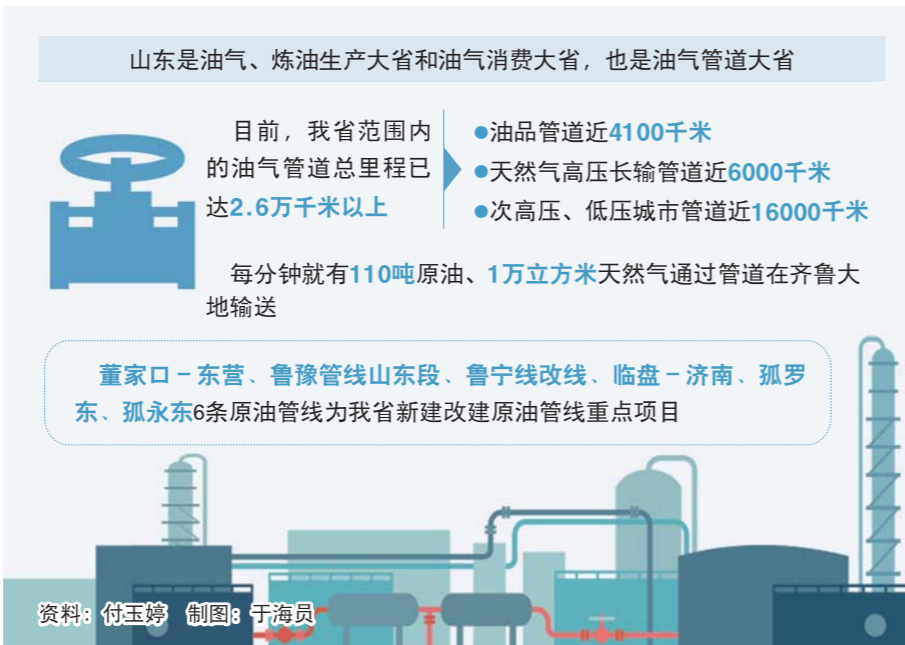 山东是油气、炼油生产大省和油气消费大省，也是油气管道大省
目前，我省范围内
的油气管道总里程已
达2.6万千米以上
●油品管道近4100千米
●天然气高压长输管道近6000千米
●次高压、低压城市管道近16000千米
每分钟就有110吨原油、1万立方米天然气通过管道在齐鲁大
地输送
董家口－东营、鲁豫管线山东段、鲁宁线改线、临盘－济南、孤罗
东、孤永东6条原油管线为我省新建改建原油管线重点项目
资料：付玉婷　制图：于海员